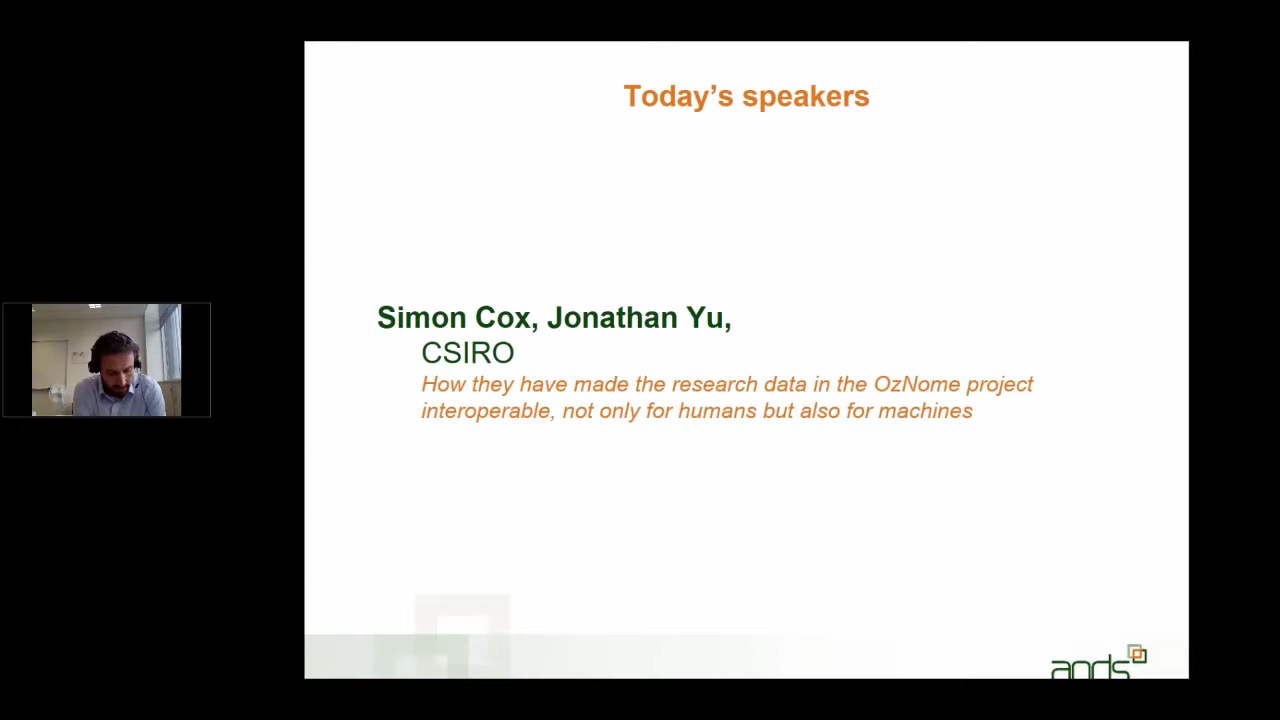 Today’s speakers
Simon Cox, Jonathan Yu,
CSIRO
How they have made the research data in the OzNome project
interoperable, not only for humans but also for machines
ands